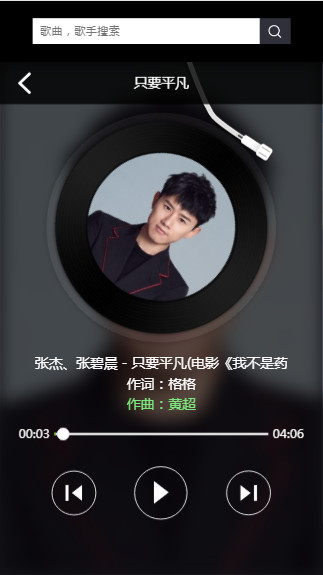 歌曲，歌手搜索
只要平凡
张杰、张碧晨 - 只要平凡(电影《我不是药
作词：格格
作曲：黄超
00:03 04:06